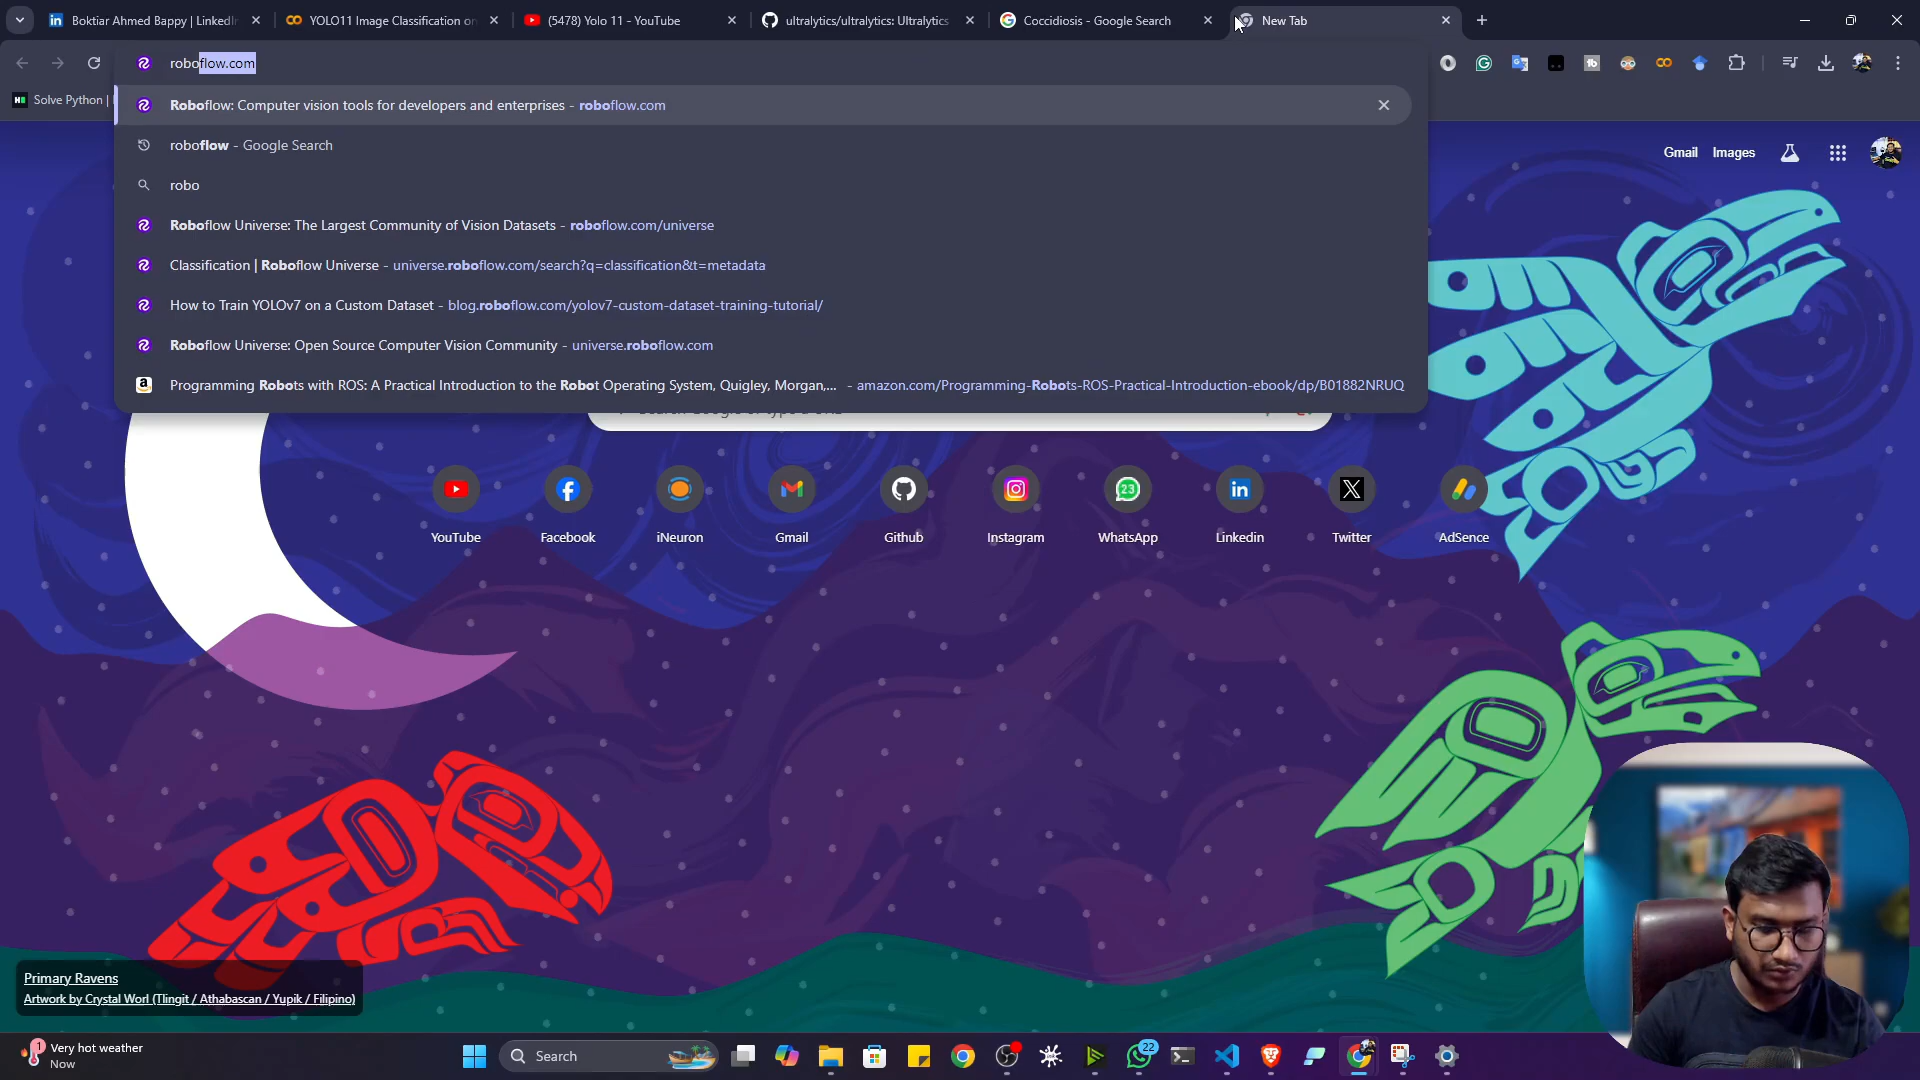 Boktiar Ahmed Bappy | LinkedIn
YOLO11 Image Classification on
(5478) Yolo 11 - YouTube
ultralytics/ultralytics: Ultralytics
Coccidiosis - Google Search
New Tab
roboflow.com
Solve Python |
Roboflow: Computer vision tools for developers and enterprises - roboflow.com
roboflow - Google Search
robo
Roboflow Universe: The Largest Community of Vision Datasets - roboflow.com/universe
Classification | Roboflow Universe - universe.roboflow.com/search?q=classification&t=metadata
How to Train YOLOv7 on a Custom Dataset - blog.roboflow.com/yolov7-custom-dataset-training-tutorial/
Roboflow Universe: Open Source Computer Vision Community - universe.roboflow.com
Programming Robots with ROS: A Practical Introduction to the Robot Operating System, Quigley, Morgan,... - amazon.com/Programming-Robots-ROS-Practical-Introduction-ebook/dp/B01882NRUQ
Gmail Images
YouTube Facebook iNeuron Gmail Github Instagram WhatsApp Linkedin Twitter AdSence
Primary Ravens
Artwork by Crystal Worl (Tlingit / Athabascan / Yupik / Filipino)
Very hot weather
Now
Search
22